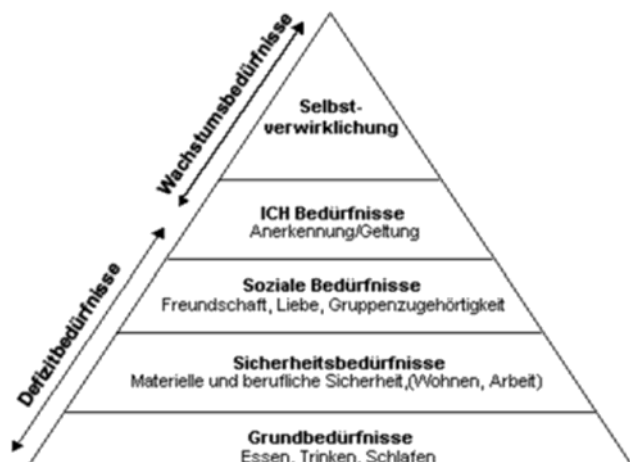 Wachstumsbedürfnisse
Defizitbedürfnisse
Selbst-
verwirklichung
ICH Bedürfnisse
Anerkennung/Geltung
Soziale Bedürfnisse
Freundschaft, Liebe, Gruppenzugehörtigkeit
Sicherheitsbedürfnisse
Materielle und berufliche Sicherheit,(Wohnen, Arbeit)
Grundbedürfnisse
Essen, Trinken, Schlafen